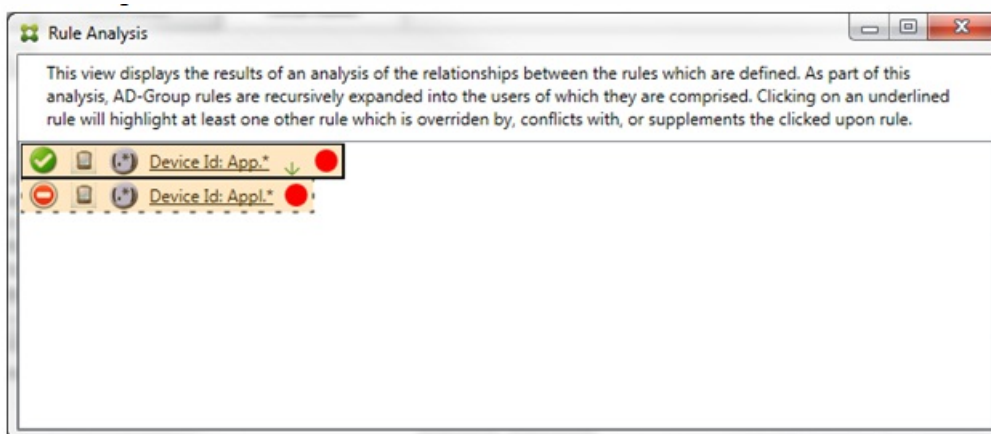 Rule Analysis
This view displays the results of an analysis of the relationships between the rules which are defined. As part of this
analysis, AD-Group rules are recursively expanded into the users of which they are comprised. Clicking on an underlined
rule will highlight at least one other rule which is overriden by, conflicts with, or supplements the clicked upon rule.
(.*) Device Id: App.*
(.*) Device Id: Appl.*